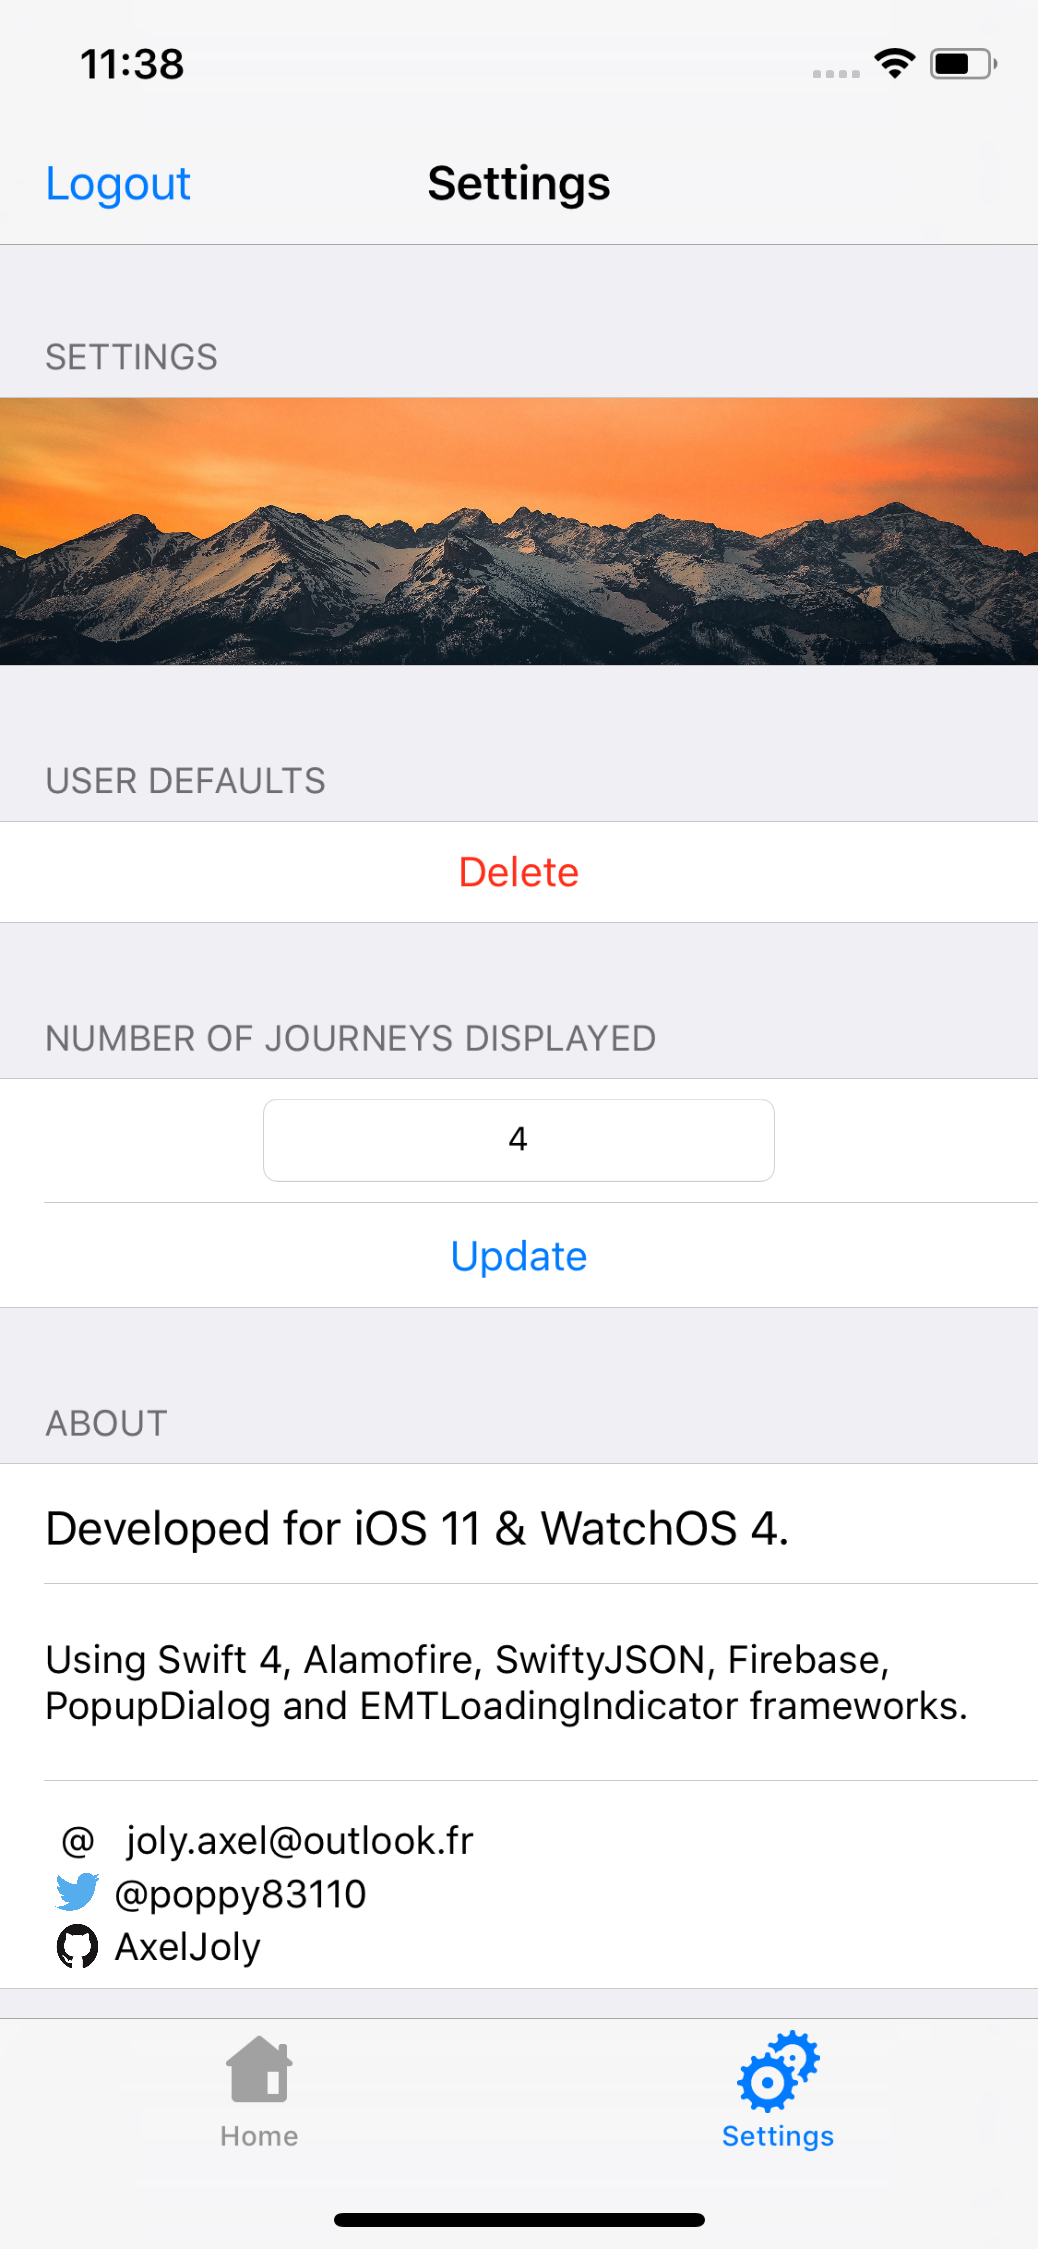 11:38
Logout
Settings
SETTINGS
USER DEFAULTS
Delete
NUMBER OF JOURNEYS DISPLAYED
4
Update
ABOUT
Developed for iOS 11 & WatchOS 4.
Using Swift 4, Alamofire, SwiftyJSON, Firebase,
PopupDialog and EMTLoadingIndicator frameworks.
@ joly.axel@outlook.fr
@poppy83110
AxelJoly
Home
Settings